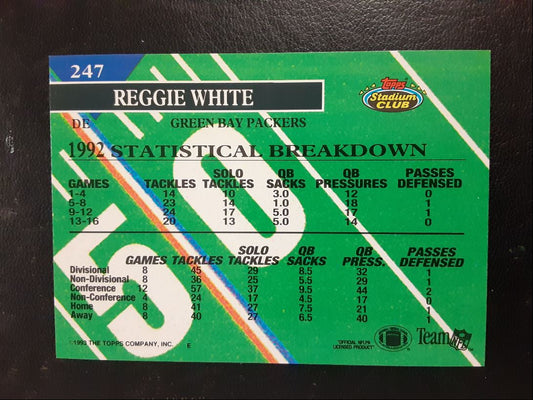 247
REGGIE WHITE
Topps
Stadium
CLUB
DE GREEN BAY PACKERS
1992 STATISTICAL BREAKDOWN
SOLO QB QB PASSES
GAMES TACKLES TACKLES SACKS PRESSURES DEFENSED
1-4 14 10 3.0 12 0
5-8 23 14 1.0 18 1
9-12 24 17 5.0 17 1
13-16 20 13 5.0 14 0
SOLO QB QB PASSES
GAMES TACKLES TACKLES SACKS PRESS. DEFENSED
Divisional 8 45 29 8.5 32 1
Non-Divisional 8 36 25 5.5 29 1
Conference 12 57 37 9.5 44 2
Non-Conference 4 24 17 4.5 17 0
Home 8 41 27 7.5 21 1
Away 8 40 27 6.5 40 1
© 1993 THE TOPPS COMPANY, INC. E
OFFICIAL NFLPA
LICENSED PRODUCT
PLAYERS
Team NFL
50